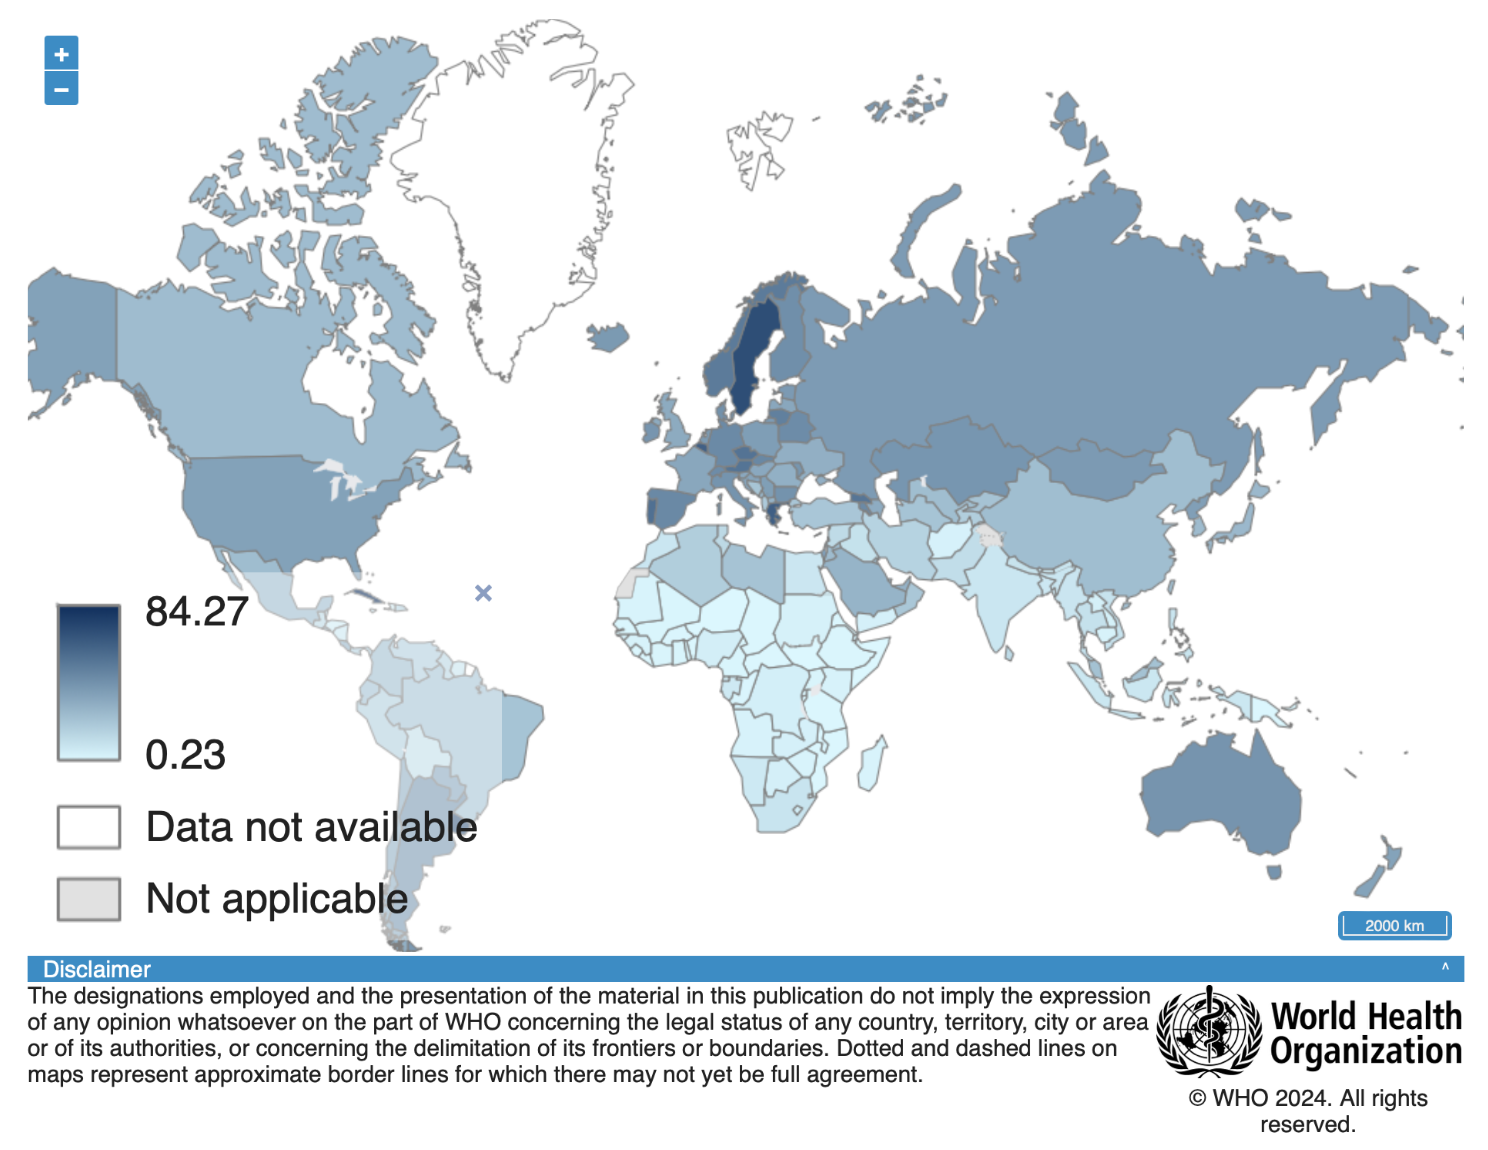 +
−
84.27
0.23
Data not available
Not applicable
2000 km
Disclaimer
^
The designations employed and the presentation of the material in this publication do not imply the expression
of any opinion whatsoever on the part of WHO concerning the legal status of any country, territory, city or area
or of its authorities, or concerning the delimitation of its frontiers or boundaries. Dotted and dashed lines on
maps represent approximate border lines for which there may not yet be full agreement.
World Health
Organization
© WHO 2024. All rights
reserved.